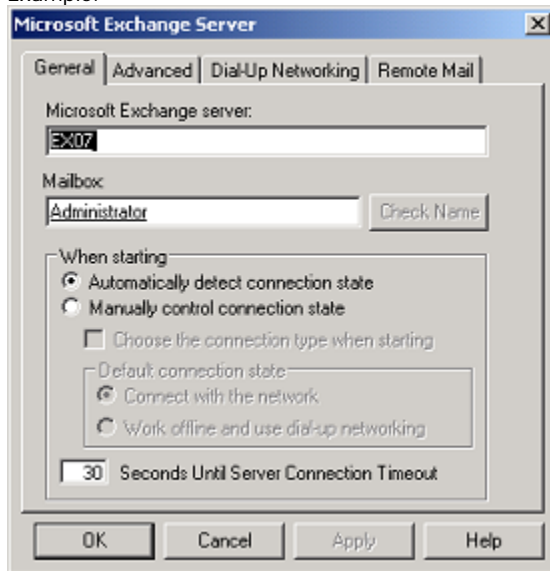 Example:
Microsoft Exchange Server
General Advanced Dial-Up Networking Remote Mail
Microsoft Exchange server:
EX07
Mailbox:
Administrator Check Name
When starting
Automatically detect connection state
Manually control connection state
Choose the connection type when starting
Default connection state
Connect with the network
Work offline and use dial-up networking
30 Seconds Until Server Connection Timeout
OK Cancel Apply Help